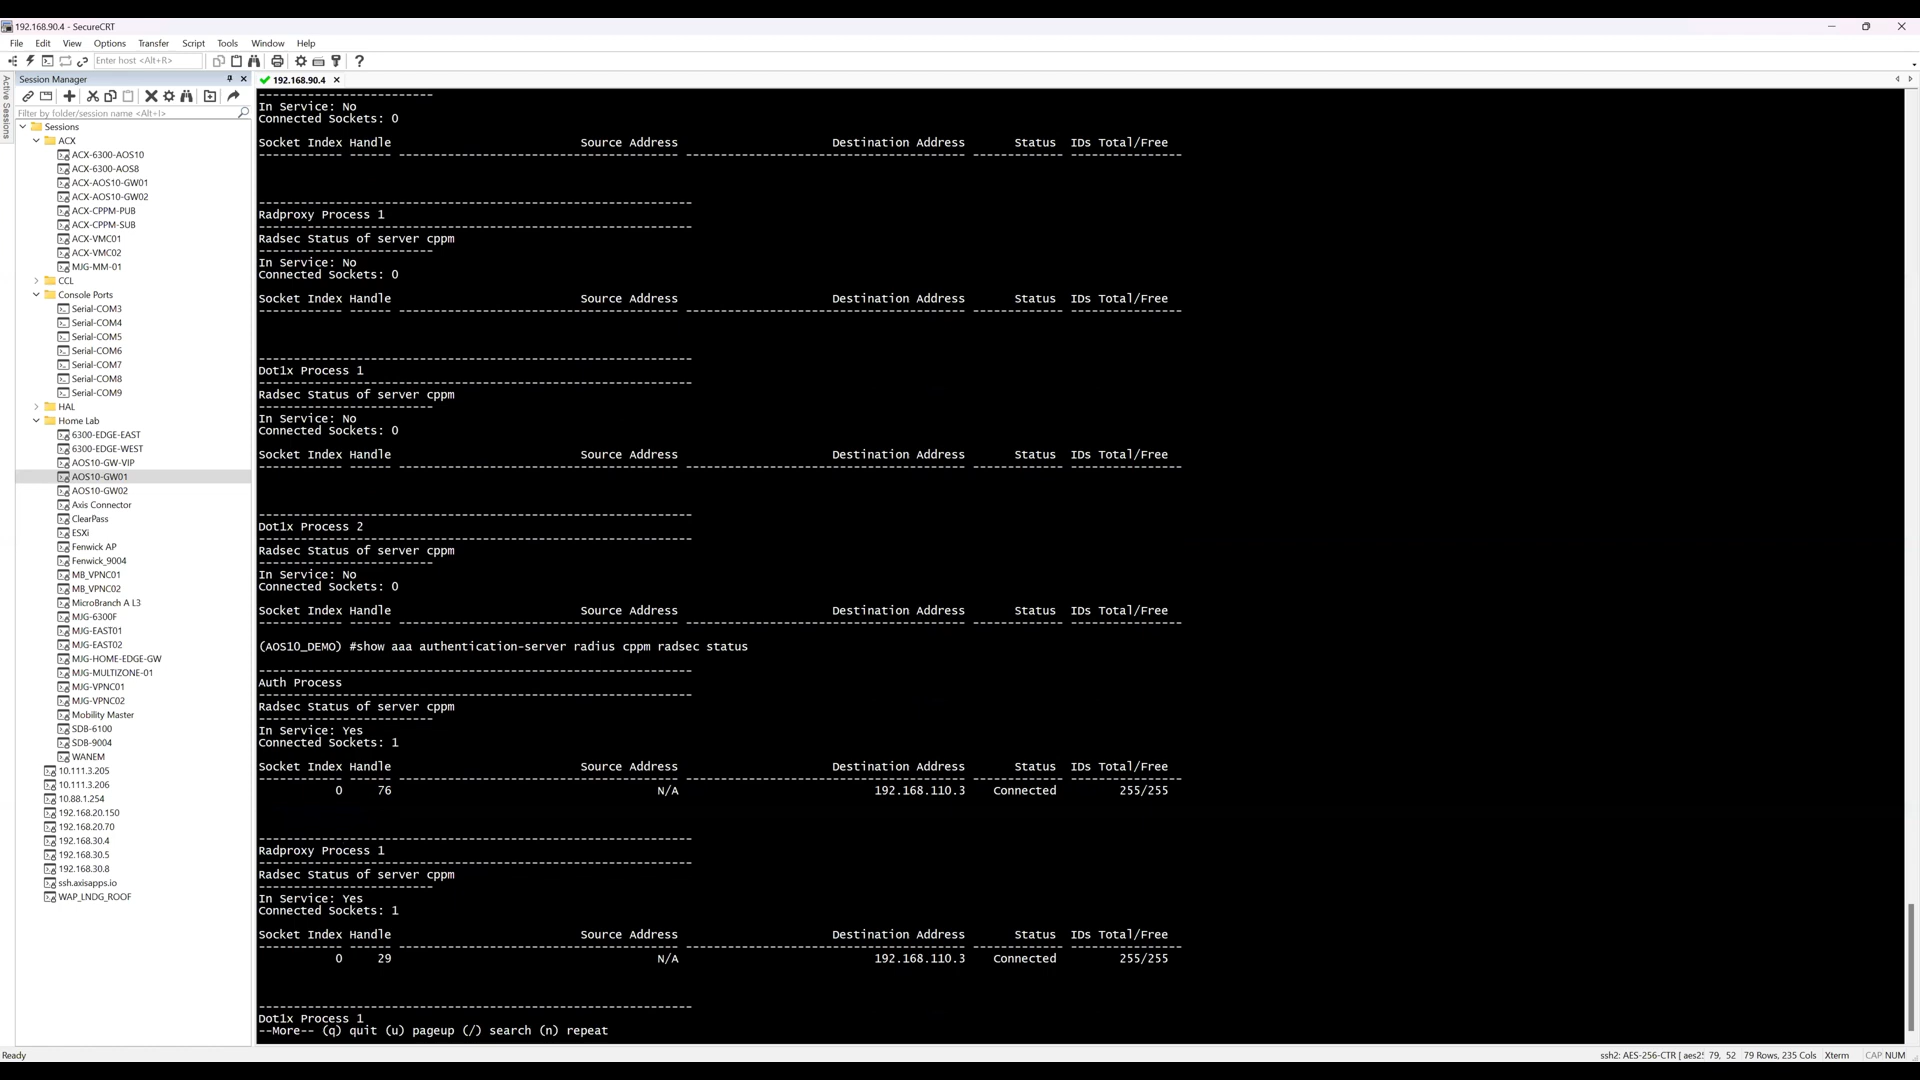 192.168.90.4 - SecureCRT
File Edit View Options Transfer Script Tools Window Help
Enter host <Alt+R>
Active Sessions
Session Manager
Filter by folder/session name <Alt+I>
Sessions
ACX
ACX-6300-AOS10
ACX-6300-AOS8
ACX-AOS10-GW01
ACX-AOS10-GW02
ACX-CPPM-PUB
ACX-CPPM-SUB
ACX-VMC01
ACX-VMC02
MJG-MM-01
CCL
Console Ports
Serial-COM3
Serial-COM4
Serial-COM5
Serial-COM6
Serial-COM7
Serial-COM8
Serial-COM9
HAL
Home Lab
6300-EDGE-EAST
6300-EDGE-WEST
AOS10-GW-VIP
AOS10-GW01
AOS10-GW02
Axis Connector
ClearPass
ESXi
Fenwick AP
Fenwick_9004
MB_VPNC01
MB_VPNC02
MicroBranch A L3
MJG-6300F
MJG-EAST01
MJG-EAST02
MJG-HOME-EDGE-GW
MJG-MULTIZONE-01
MJG-VPNC01
MJG-VPNC02
Mobility Master
SDB-6100
SDB-9004
WANEM
10.111.3.205
10.111.3.206
10.88.1.254
192.168.20.150
192.168.20.70
192.168.30.4
192.168.30.5
192.168.30.8
ssh.axisapps.io
WAP_LNDG_ROOF
192.168.90.4
In Service: No
Connected Sockets: 0
Socket Index Handle Source Address Destination Address Status IDs Total/Free
Radproxy Process 1
Radsec Status of server cppm
In Service: No
Connected Sockets: 0
Socket Index Handle Source Address Destination Address Status IDs Total/Free
Dot1x Process 1
Radsec Status of server cppm
In Service: No
Connected Sockets: 0
Socket Index Handle Source Address Destination Address Status IDs Total/Free
Dot1x Process 2
Radsec Status of server cppm
In Service: No
Connected Sockets: 0
Socket Index Handle Source Address Destination Address Status IDs Total/Free
(AOS10_DEMO) #show aaa authentication-server radius cppm radsec status
Auth Process
Radsec Status of server cppm
In Service: Yes
Connected Sockets: 1
Socket Index Handle Source Address Destination Address Status IDs Total/Free
0 76 N/A 192.168.110.3 Connected 255/255
Radproxy Process 1
Radsec Status of server cppm
In Service: Yes
Connected Sockets: 1
Socket Index Handle Source Address Destination Address Status IDs Total/Free
0 29 N/A 192.168.110.3 Connected 255/255
Dot1x Process 1
--More-- (q) quit (u) pageup (/) search (n) repeat
Ready
ssh2: AES-256-CTR [ 79, 52 79 Rows, 235 Cols Xterm CAP NUM